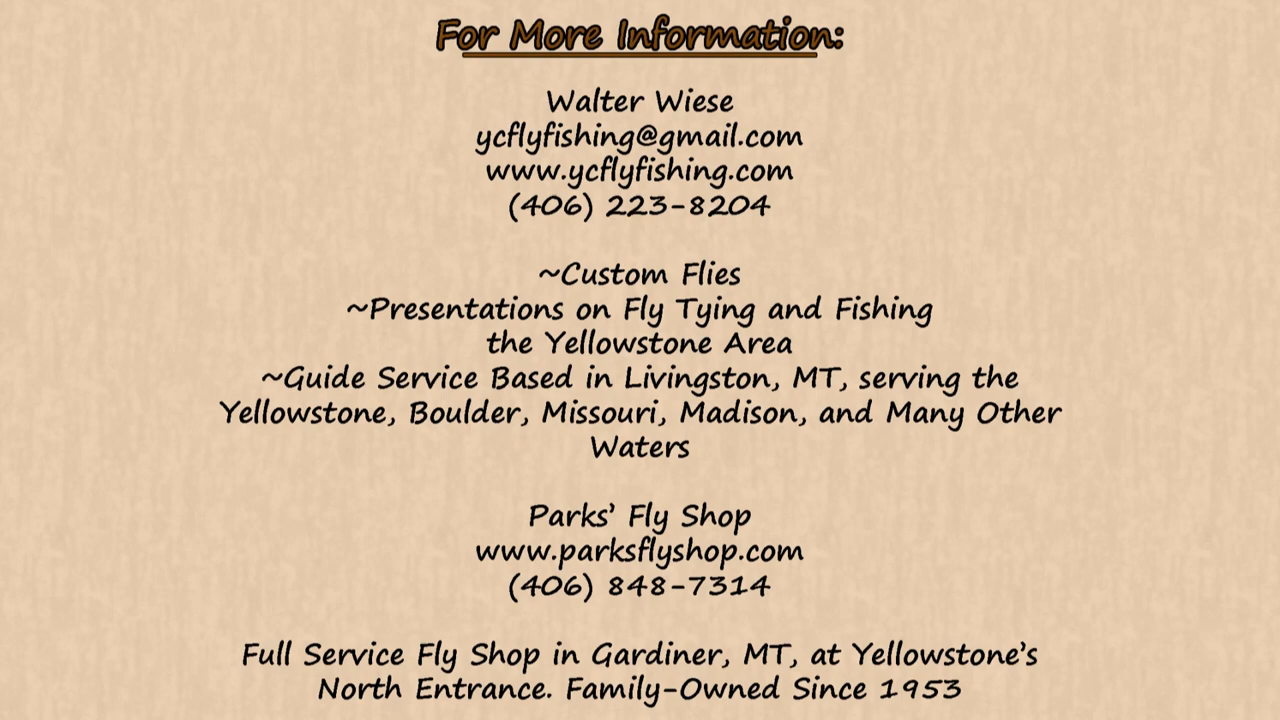 For More Information:
Walter Wiese
ycflyfishing@gmail.com
www.ycflyfishing.com
(406) 223-8204
~Custom Flies
~Presentations on Fly Tying and Fishing
the Yellowstone Area
~Guide Service Based in Livingston, MT, serving the
Yellowstone, Boulder, Missouri, Madison, and Many Other
Waters
Parks’ Fly Shop
www.parksflyshop.com
(406) 848-7314
Full Service Fly Shop in Gardiner, MT, at Yellowstone’s
North Entrance. Family-Owned Since 1953